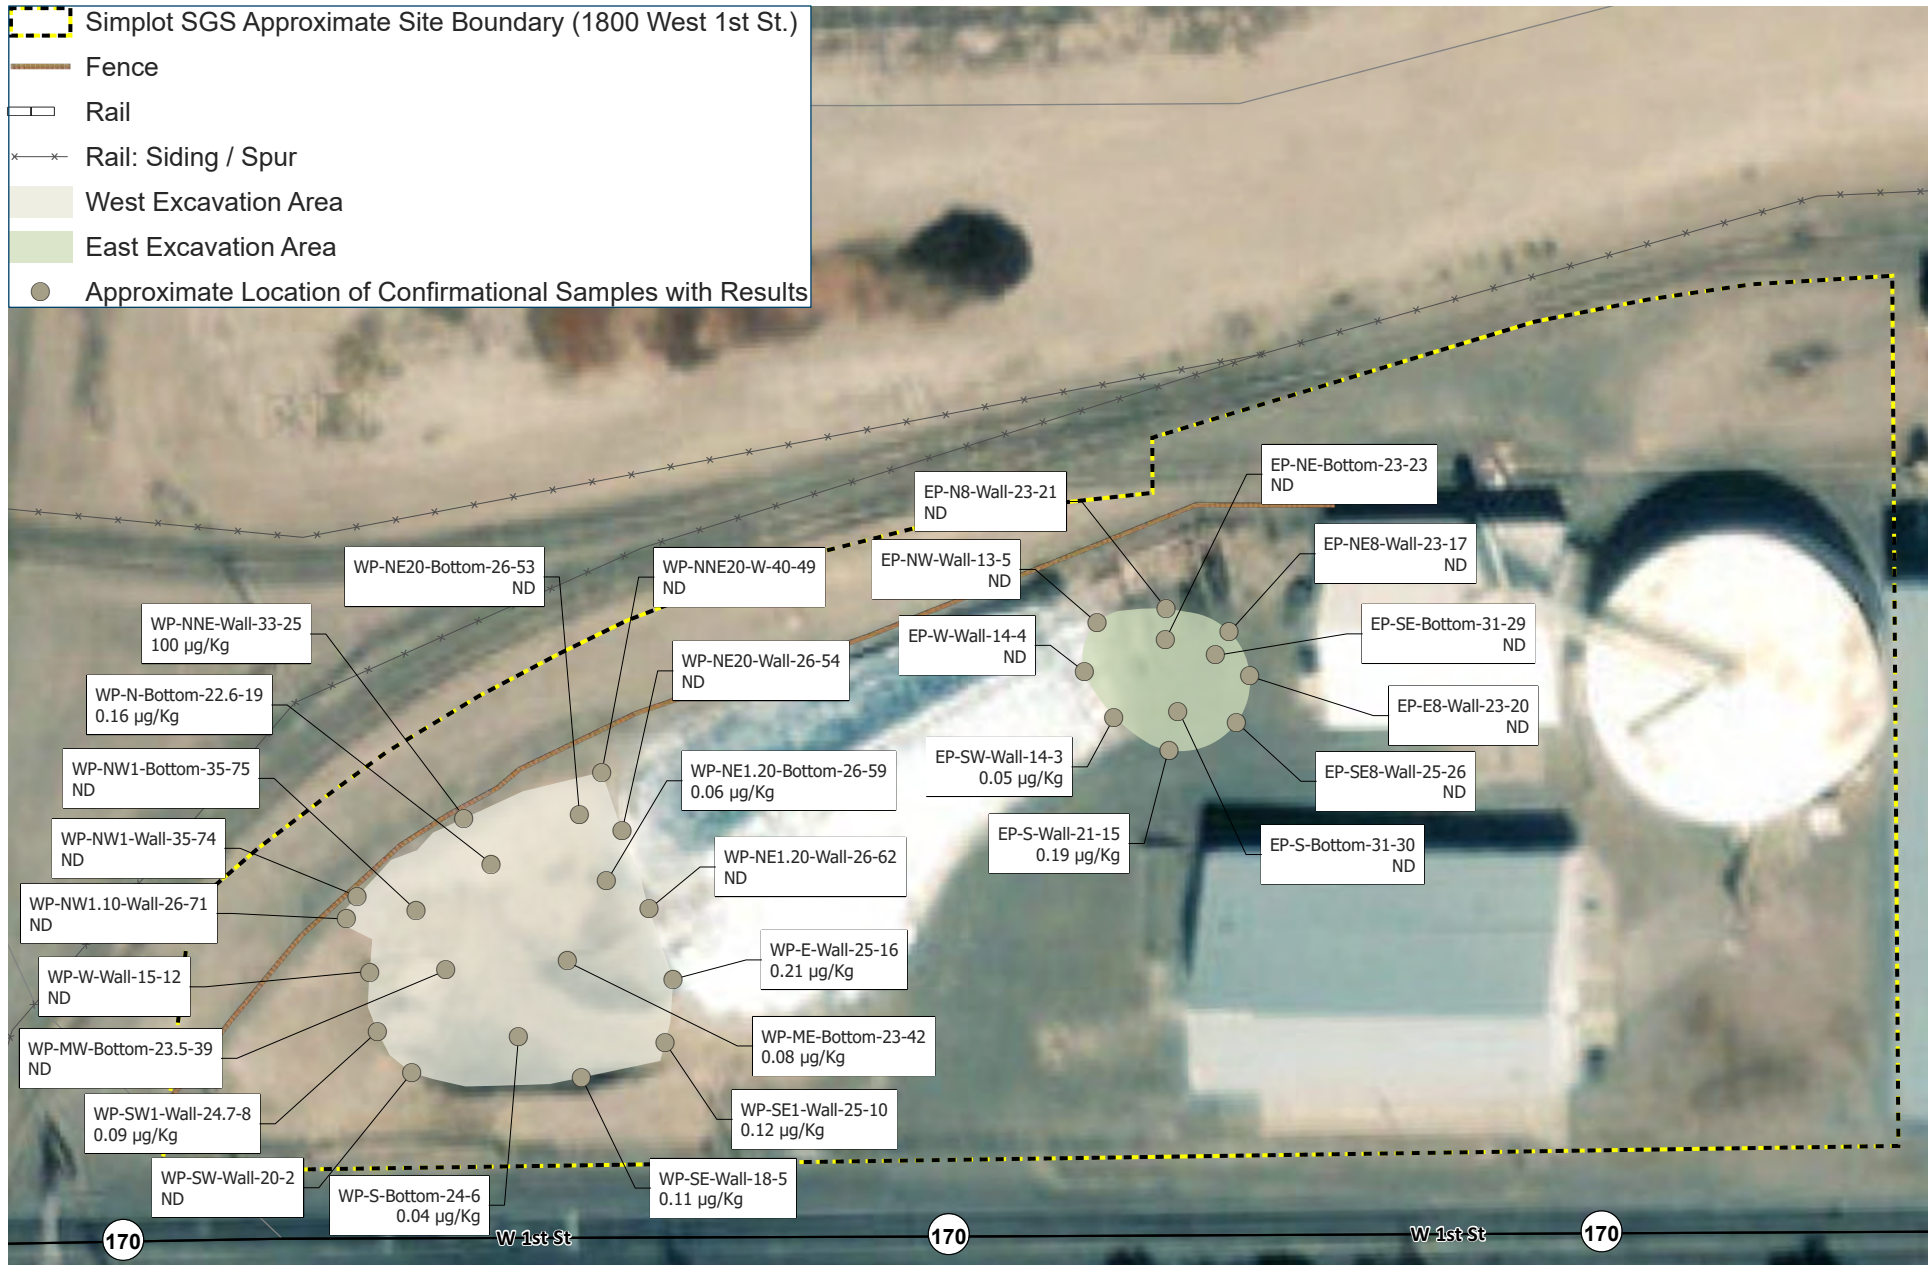 Simplot SGS Approximate Site Boundary (1800 West 1st St.)
Fence
Rail
Rail: Siding / Spur
West Excavation Area
East Excavation Area
Approximate Location of Confirmational Samples with Results
EP-NE-Bottom-23-23
ND
EP-N8-Wall-23-21
ND
EP-NE8-Wall-23-17
ND
EP-NW-Wall-13-5
ND
WP-NE20-Bottom-26-53
ND
WP-NNE20-W-40-49
ND
EP-SE-Bottom-31-29
ND
WP-NNE-Wall-33-25
100 µg/Kg
EP-W-Wall-14-4
ND
WP-NE20-Wall-26-54
ND
WP-N-Bottom-22.6-19
0.16 µg/Kg
EP-E8-Wall-23-20
ND
EP-SW-Wall-14-3
0.05 µg/Kg
WP-NW1-Bottom-35-75
ND
WP-NE1.20-Bottom-26-59
0.06 µg/Kg
EP-SE8-Wall-25-26
ND
WP-NW1-Wall-35-74
ND
EP-S-Wall-21-15
0.19 µg/Kg
EP-S-Bottom-31-30
ND
WP-NE1.20-Wall-26-62
ND
WP-NW1.10-Wall-26-71
ND
WP-E-Wall-25-16
0.21 µg/Kg
WP-W-Wall-15-12
ND
WP-ME-Bottom-23-42
0.08 µg/Kg
WP-MW-Bottom-23.5-39
ND
WP-SE1-Wall-25-10
0.12 µg/Kg
WP-SW1-Wall-24.7-8
0.09 µg/Kg
WP-SW-Wall-20-2
ND
WP-SE-Wall-18-5
0.11 µg/Kg
WP-S-Bottom-24-6
0.04 µg/Kg
170
W 1st St
170
W 1st St
170